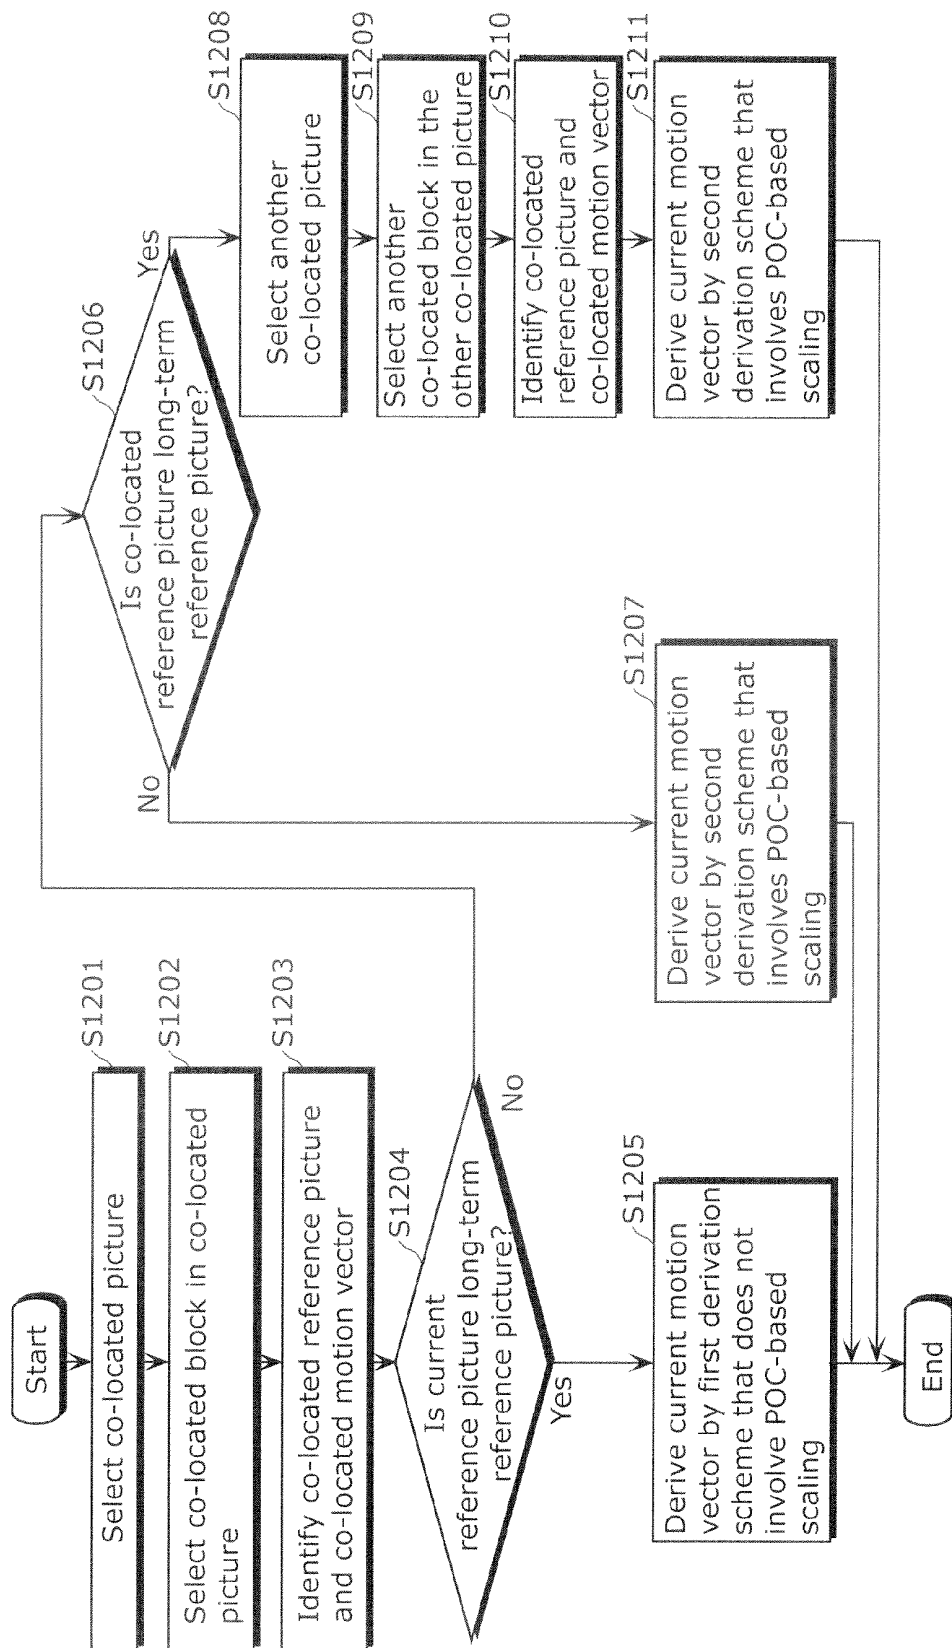 Start
S1201
Select co-located picture
S1202
Select co-located block in co-located
picture
S1203
Identify co-located reference picture
and co-located motion vector
S1204
Is current
reference picture long-term
reference picture?
No
Yes
S1205
Derive current motion
vector by first derivation
scheme that does not
involve POC-based
scaling
S1206
Is co-located
reference picture long-term
reference picture?
No
Yes
S1207
Derive current motion
vector by second
derivation scheme that
involves POC-based
scaling
S1208
Select another
co-located picture
S1209
Select another
co-located block in the
other co-located picture
S1210
Identify co-located
reference picture and
co-located motion vector
S1211
Derive current motion
vector by second
derivation scheme that
involves POC-based
scaling
End